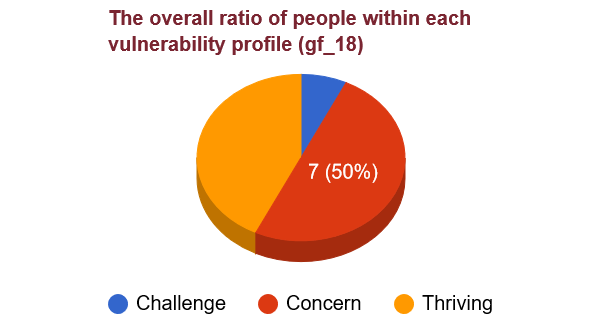 The overall ratio of people within each
vulnerability profile (gf_18)
7 (50%)
Challenge
Concern
Thriving